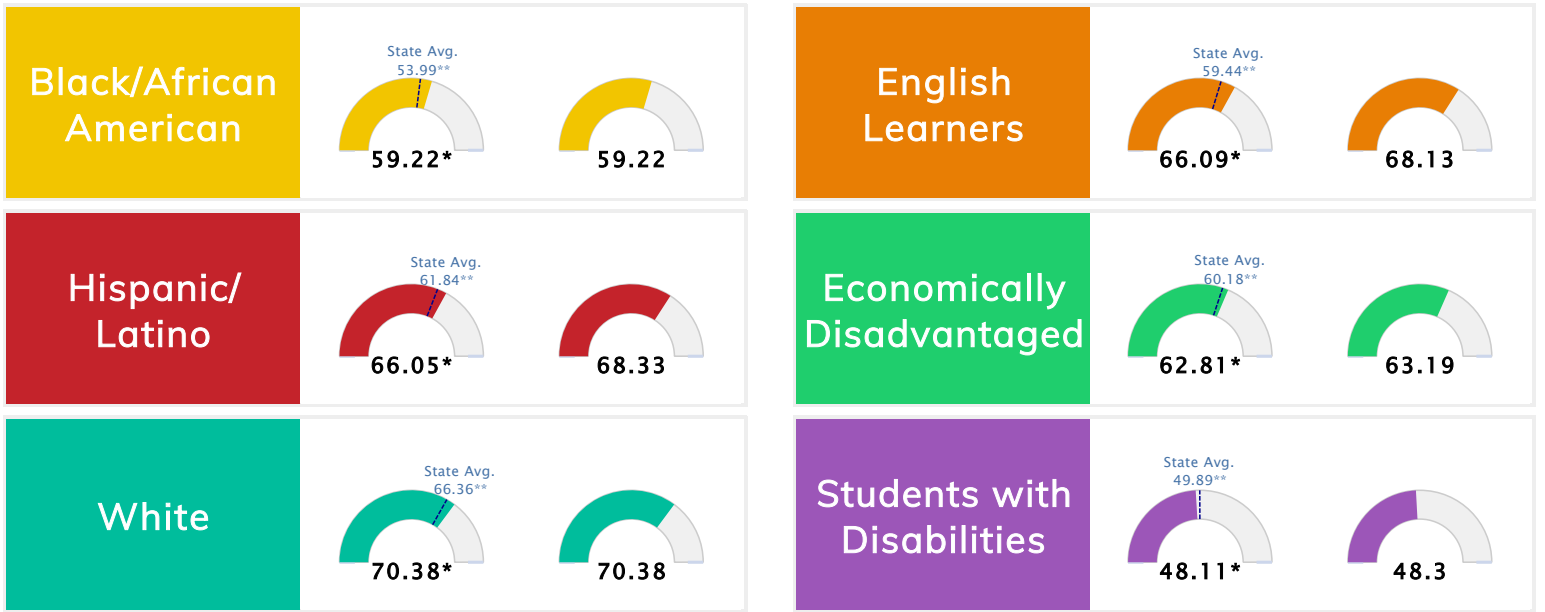 Black/African
American
State Avg.
53.99**
59.22*
59.22
English
Learners
State Avg.
59.44**
66.09*
68.13
Hispanic/
Latino
State Avg.
61.84**
66.05*
68.33
Economically
Disadvantaged
State Avg.
60.18**
62.81*
63.19
White
State Avg.
66.36**
70.38*
70.38
Students with
Disabilities
State Avg.
49.89**
48.11*
48.3